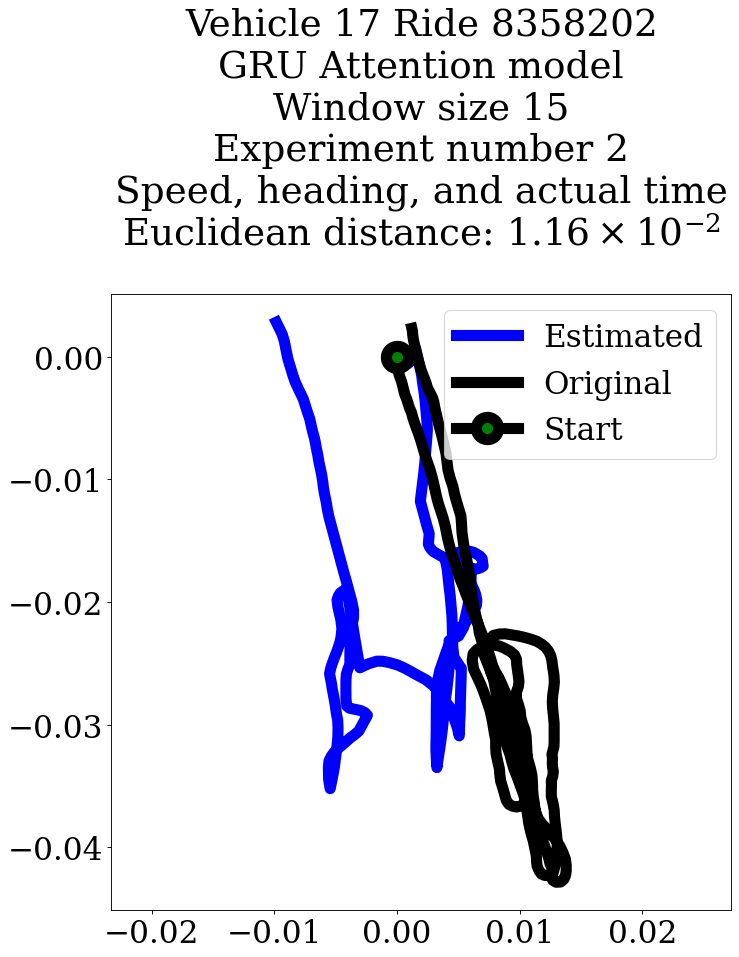 Vehicle 17 Ride 8358202
GRU Attention model
Window size 15
Experiment number 2
Speed, heading, and actual time
Euclidean distance: 1.16 × 10⁻²
Estimated
Original
Start
0.00
−0.01
−0.02
−0.03
−0.04
−0.02 −0.01 0.00 0.01 0.02